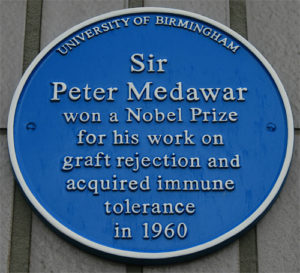 UNIVERSITY OF BIRMINGHAM
Sir
Peter Medawar
won a Nobel Prize
for his work on
graft rejection and
acquired immune
tolerance
in 1960